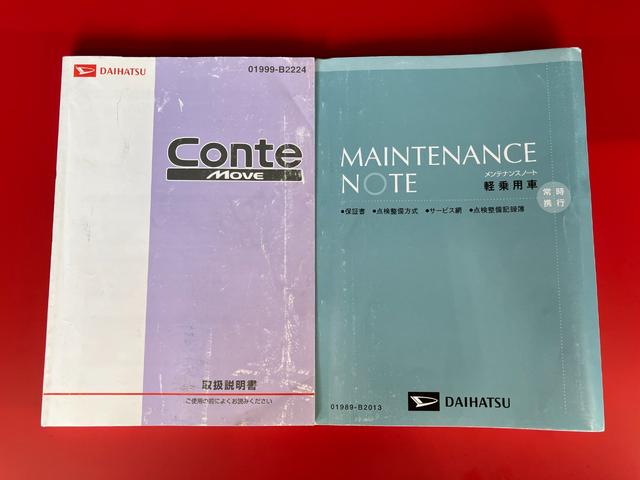 DAIHATSU
01999-B2224
Conte
MOVE
取扱説明書
ご使用の前によくお読みください
MAINTENANCE
NOTE
メンテナンスノート
軽乗用車
常時
携行
●保証書 ●点検整備方式 ●サービス網 ●点検整備記録簿
01989-B2013
DAIHATSU